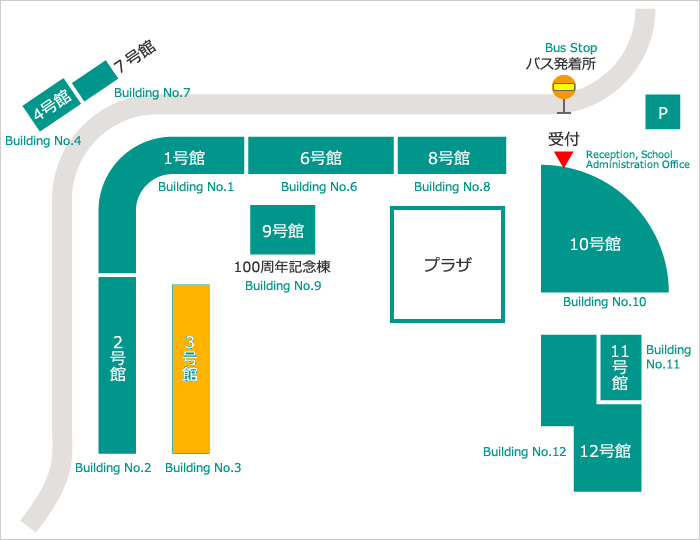 Bus Stop
バス発着所
７号館
Building No.7
4号館
Building No.4
P
受付
Reception, School
Administration Office
1号館
Building No.1
6号館
Building No.6
8号館
Building No.8
9号館
100周年記念棟
Building No.9
プラザ
10号館
Building No.10
2号館
Building No.2
3号館
Building No.3
11号館
Building
No.11
12号館
Building No.12